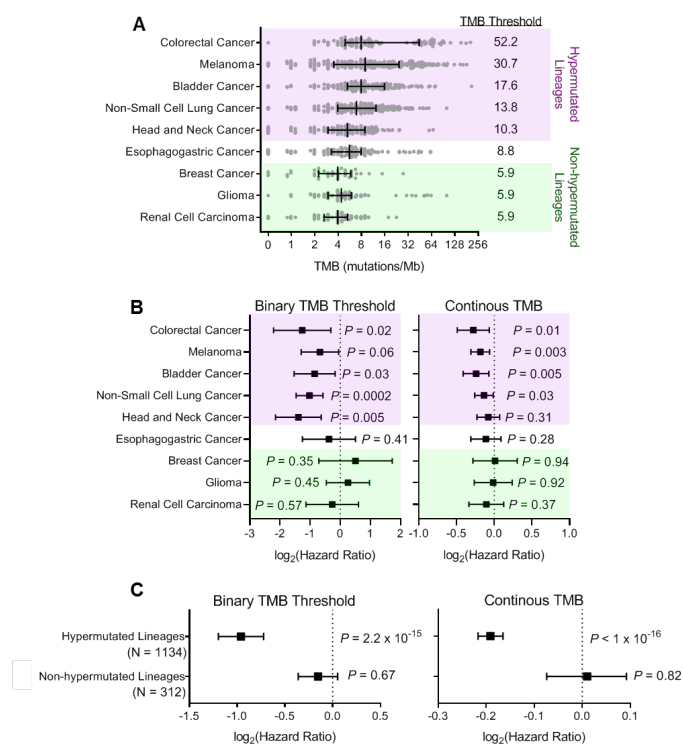 A
TMB Threshold
Colorectal Cancer
52.2
Melanoma
30.7
Bladder Cancer
17.6
Non-Small Cell Lung Cancer
13.8
Head and Neck Cancer
10.3
Esophagogastric Cancer
8.8
Breast Cancer
5.9
Glioma
5.9
Renal Cell Carcinoma
5.9
Hypermutated
Lineages
Non-hypermutated
Lineages
0 1 2 4 8 16 32 64 128 256
TMB (mutations/Mb)
B
Binary TMB Threshold
Continous TMB
Colorectal Cancer
P = 0.02
P = 0.01
Melanoma
P = 0.06
P = 0.003
Bladder Cancer
P = 0.03
P = 0.005
Non-Small Cell Lung Cancer
P = 0.0002
P = 0.03
Head and Neck Cancer
P = 0.005
P = 0.31
Esophagogastric Cancer
P = 0.41
P = 0.28
Breast Cancer
P = 0.35
P = 0.94
Glioma
P = 0.45
P = 0.92
Renal Cell Carcinoma
P = 0.57
P = 0.37
-3 -2 -1 0 1 2
-1.0 -0.5 0.0 0.5 1.0
log2(Hazard Ratio)
log2(Hazard Ratio)
C
Binary TMB Threshold
Continous TMB
Hypermutated Lineages
(N = 1134)
P = 2.2 x 10-15
P < 1 x 10-16
Non-hypermutated Lineages
(N = 312)
P = 0.67
P = 0.82
-1.5 -1.0 -0.5 0.0 0.5
-0.3 -0.2 -0.1 0.0 0.1
log2(Hazard Ratio)
log2(Hazard Ratio)